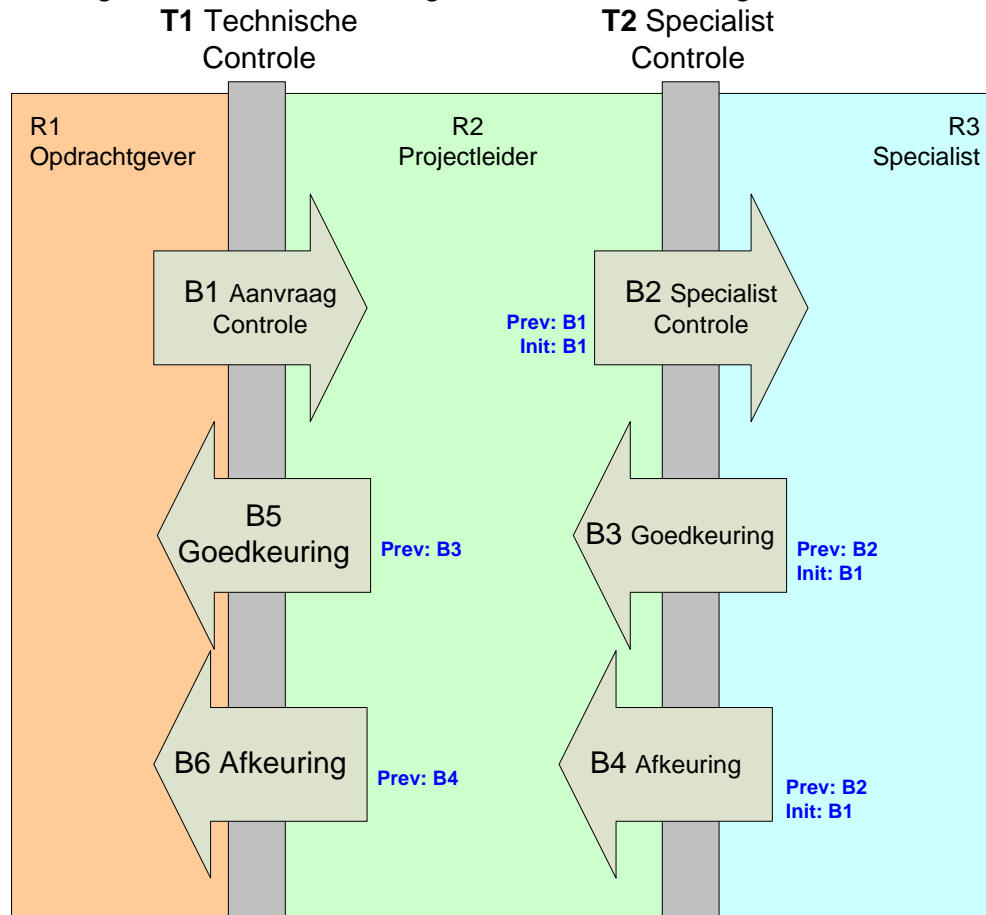 T1 Technische
Controle
T2 Specialist
Controle
R1
Opdrachtgever
R2
Projectleider
R3
Specialist
B1 Aanvraag
Controle
Prev: B1
Init: B1
B2 Specialist
Controle
B5
Goedkeuring
Prev: B3
B3 Goedkeuring
Prev: B2
Init: B1
B6 Afkeuring
Prev: B4
B4 Afkeuring
Prev: B2
Init: B1